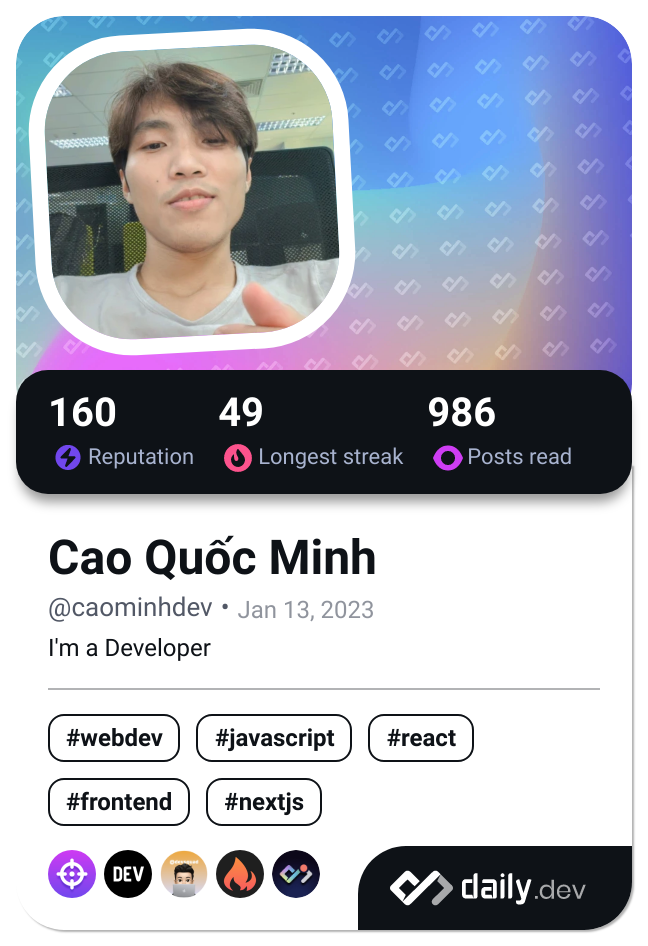 160 49 986
Reputation Longest streak Posts read
Cao Quốc Minh
@caominhdev • Jan 13, 2023
I'm a Developer
#webdev #javascript #react
#frontend #nextjs
DEV
daily.dev